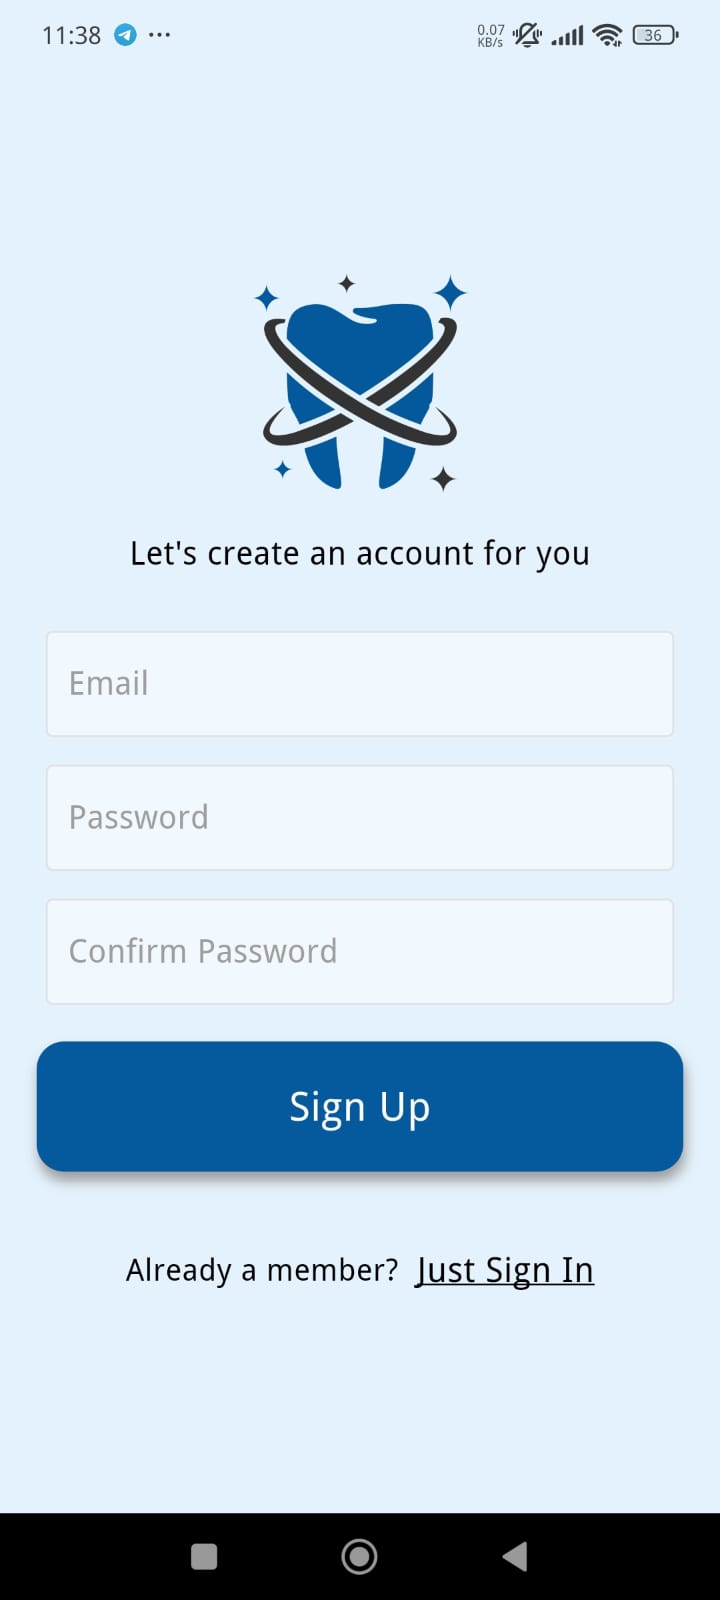 11:38
0.07
KB/s
36
Let's create an account for you
Email
Password
Confirm Password
Sign Up
Already a member? Just Sign In